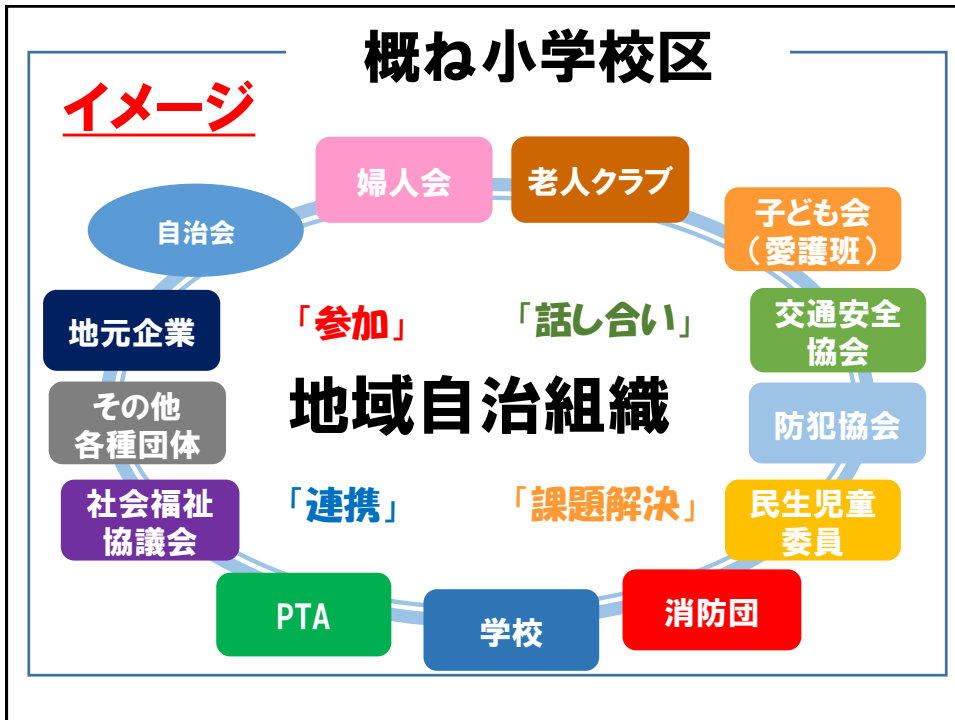 概ね小学校区
イメージ
婦人会
老人クラブ
自治会
子ども会
（愛護班）
地元企業
「参加」
「話し合い」
交通安全
協会
地域自治組織
その他
各種団体
防犯協会
社会福祉
協議会
「連携」
「課題解決」
民生児童
委員
PTA
学校
消防団